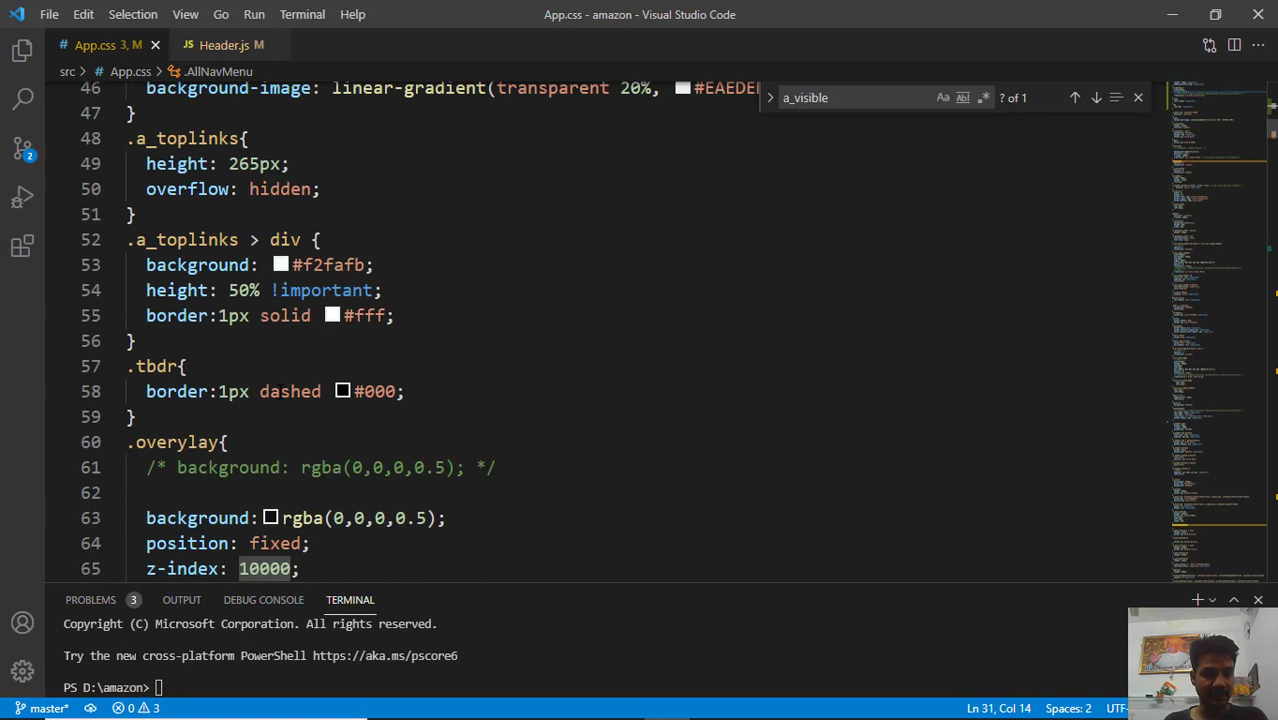 File Edit Selection View Go Run Terminal Help App.css - amazon - Visual Studio Code
App.css 3, M Header.js M
src > App.css > .AllNavMenu
a_visible Aa Abl .* ? of 1
46 background-image: linear-gradient(transparent 20%, #EAEDED
47 }
48 .a_toplinks{
49 height: 265px;
50 overflow: hidden;
51 }
52 .a_toplinks > div {
53 background: #f2fafb;
54 height: 50% !important;
55 border:1px solid #fff;
56 }
57 .tbdr{
58 border:1px dashed #000;
59 }
60 .overylay{
61 /* background: rgba(0,0,0,0.5); */
62
63 background: rgba(0,0,0,0.5);
64 position: fixed;
65 z-index: 10000;
2
PROBLEMS 3 OUTPUT DEBUG CONSOLE TERMINAL
Copyright (C) Microsoft Corporation. All rights reserved.
Try the new cross-platform PowerShell https://aka.ms/pscore6
PS D:\amazon>
master* 0 3 Ln 31, Col 14 Spaces: 2 UTF-